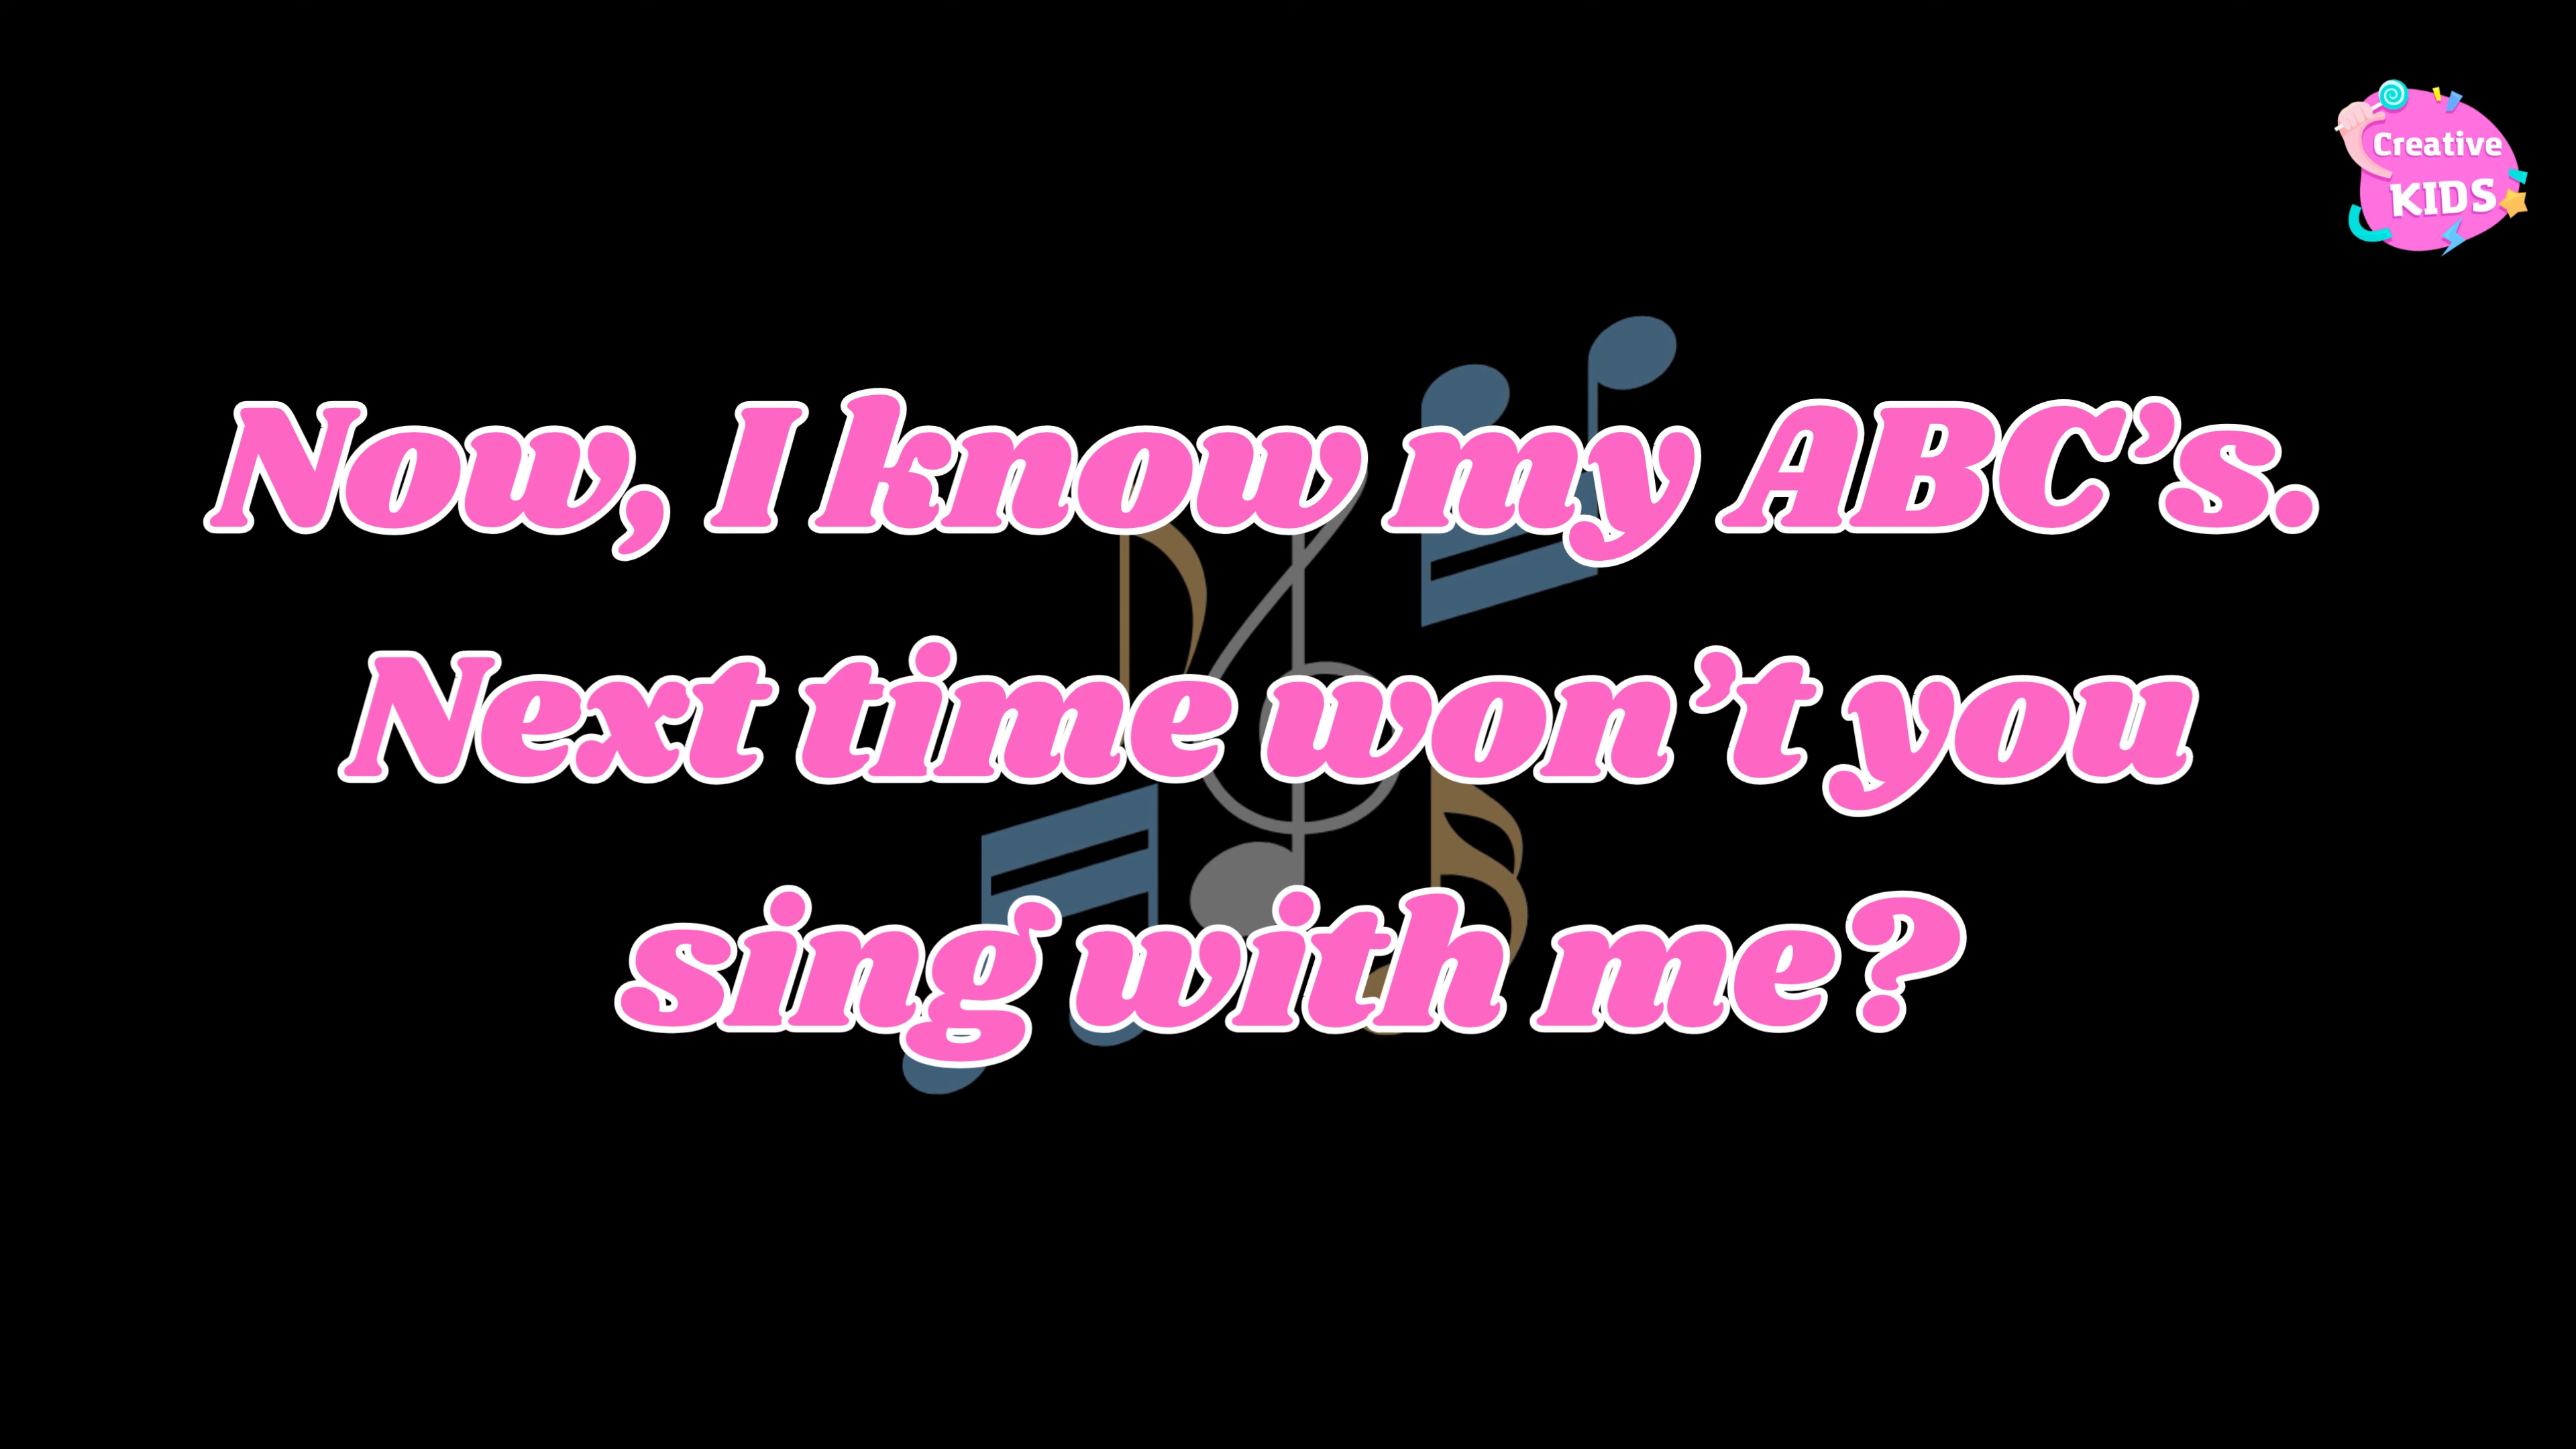 Creative
KIDS
Now, I know my ABC’s.
Next time won’t you
sing with me?